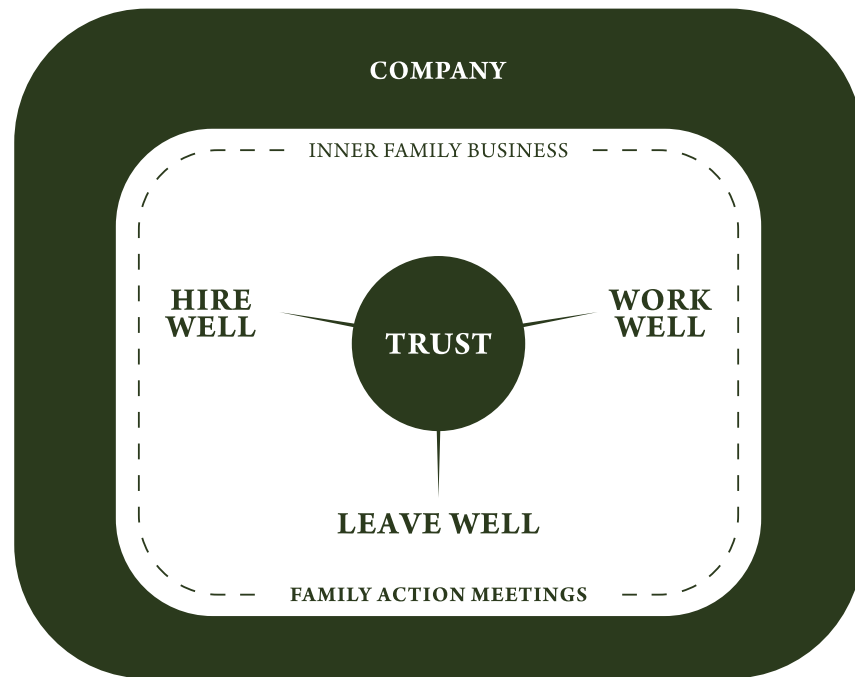 COMPANY
INNER FAMILY BUSINESS
HIRE
WELL
TRUST
WORK
WELL
LEAVE WELL
FAMILY ACTION MEETINGS